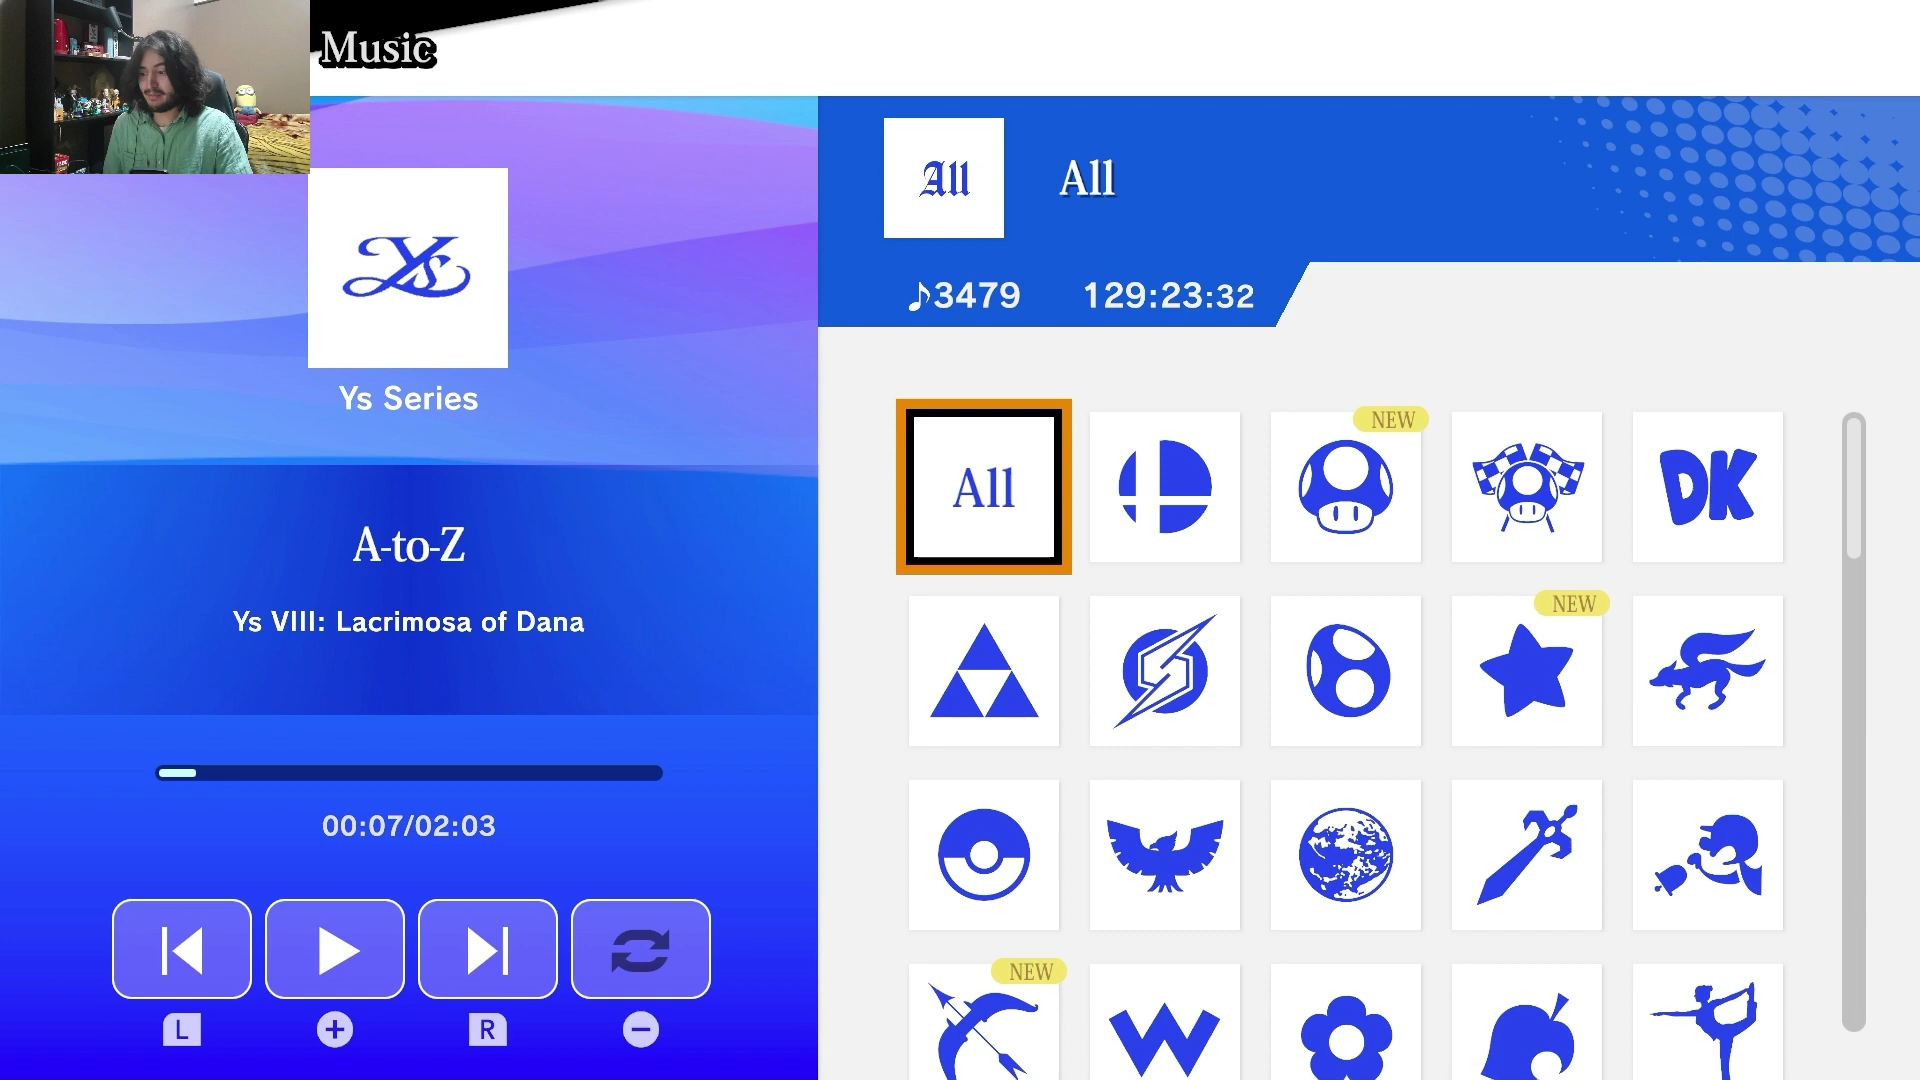 Music
Ys
Ys Series
A-to-Z
Ys VIII: Lacrimosa of Dana
00:07/02:03
L
+
R
−
All
All
♪3479
129:23:32
All
NEW
DK
NEW
NEW